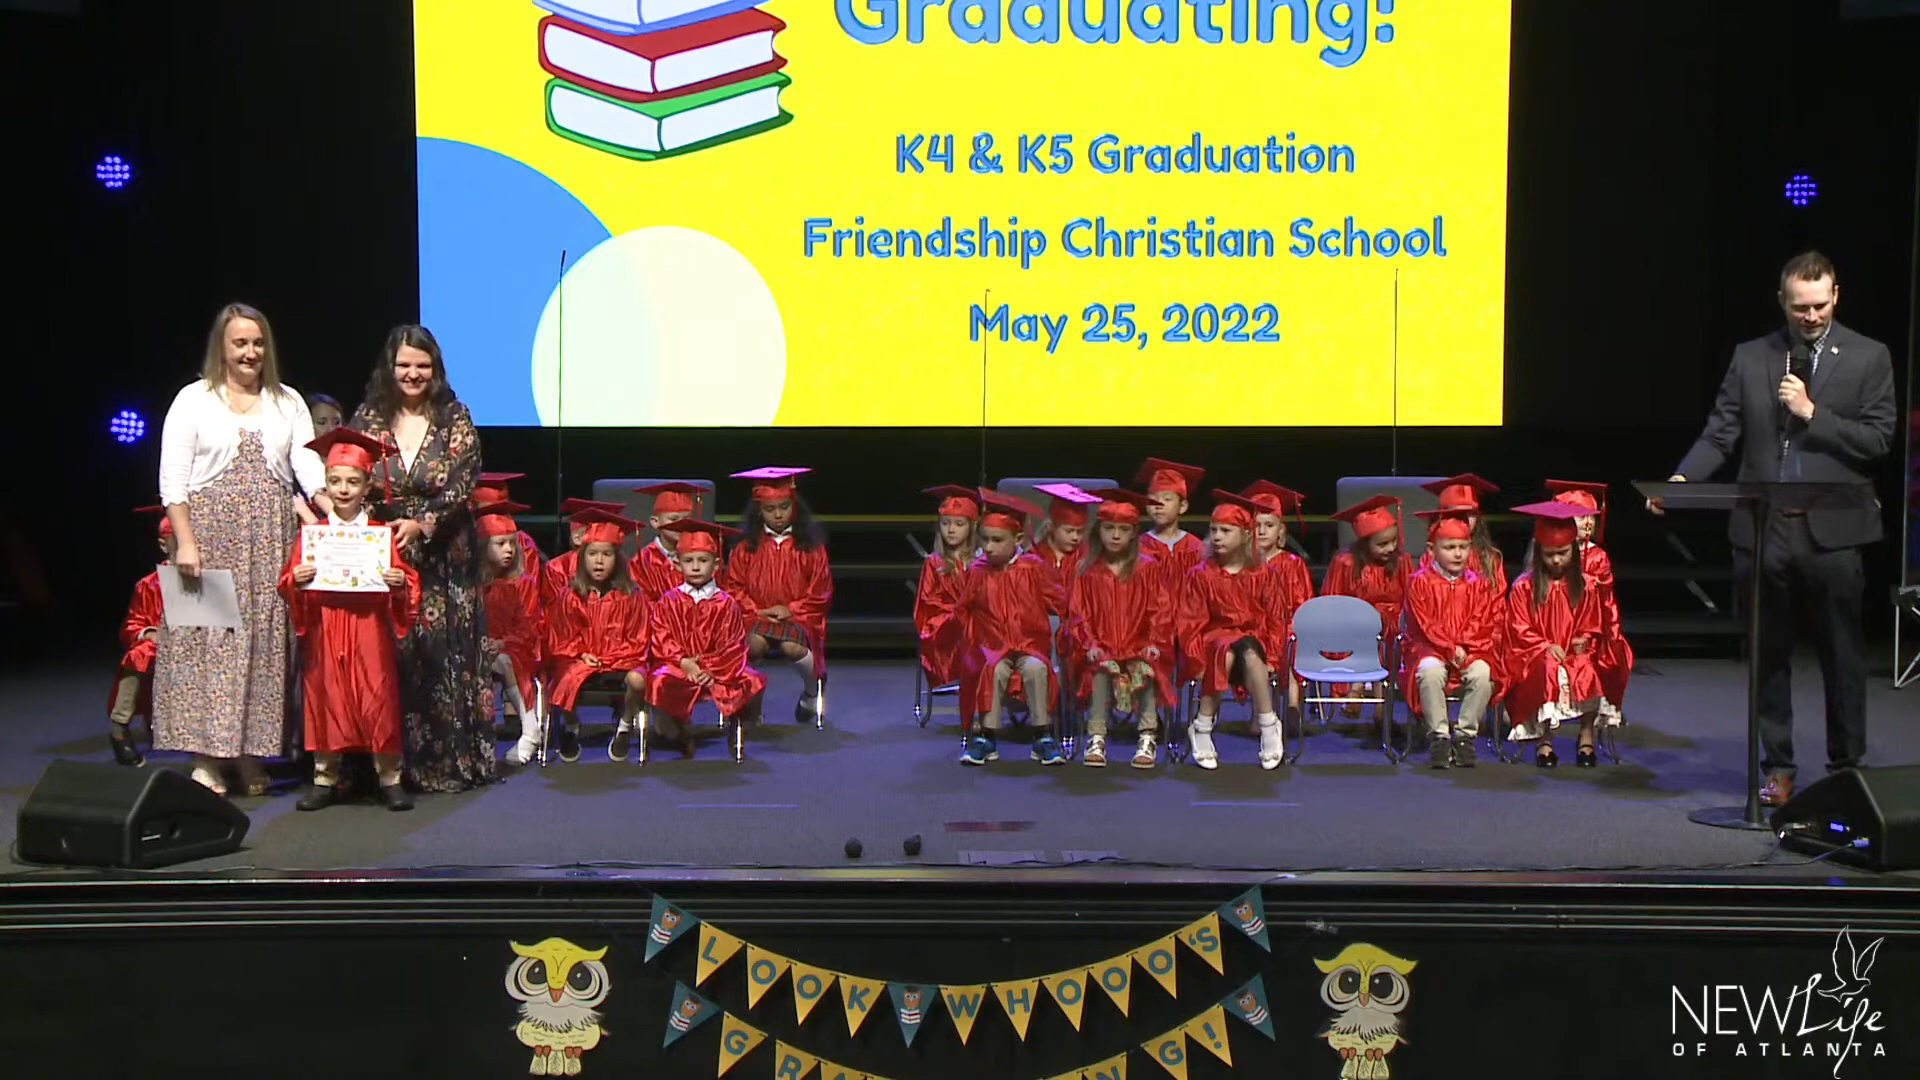 Graduating!
K4 & K5 Graduation
Friendship Christian School
May 25, 2022
LOOK WHOOO'S
NEW Life
OF ATLANTA